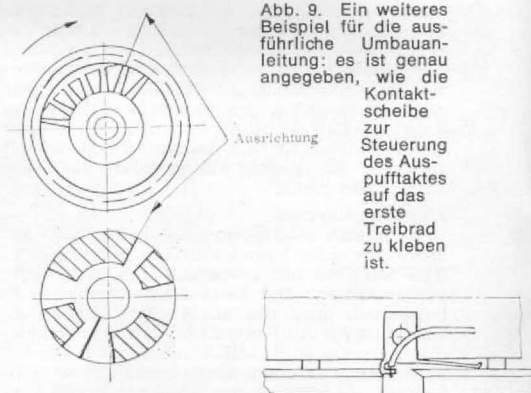 Abb. 9. Ein weiteres
Beispiel für die aus-
führliche Umbauan-
leitung: es ist genau
angegeben, wie die
Kontakt-
scheibe
zur
Steuerung
des Aus-
pufftaktes
auf das
erste
Treibrad
zu kleben
ist.
Ausrichtung